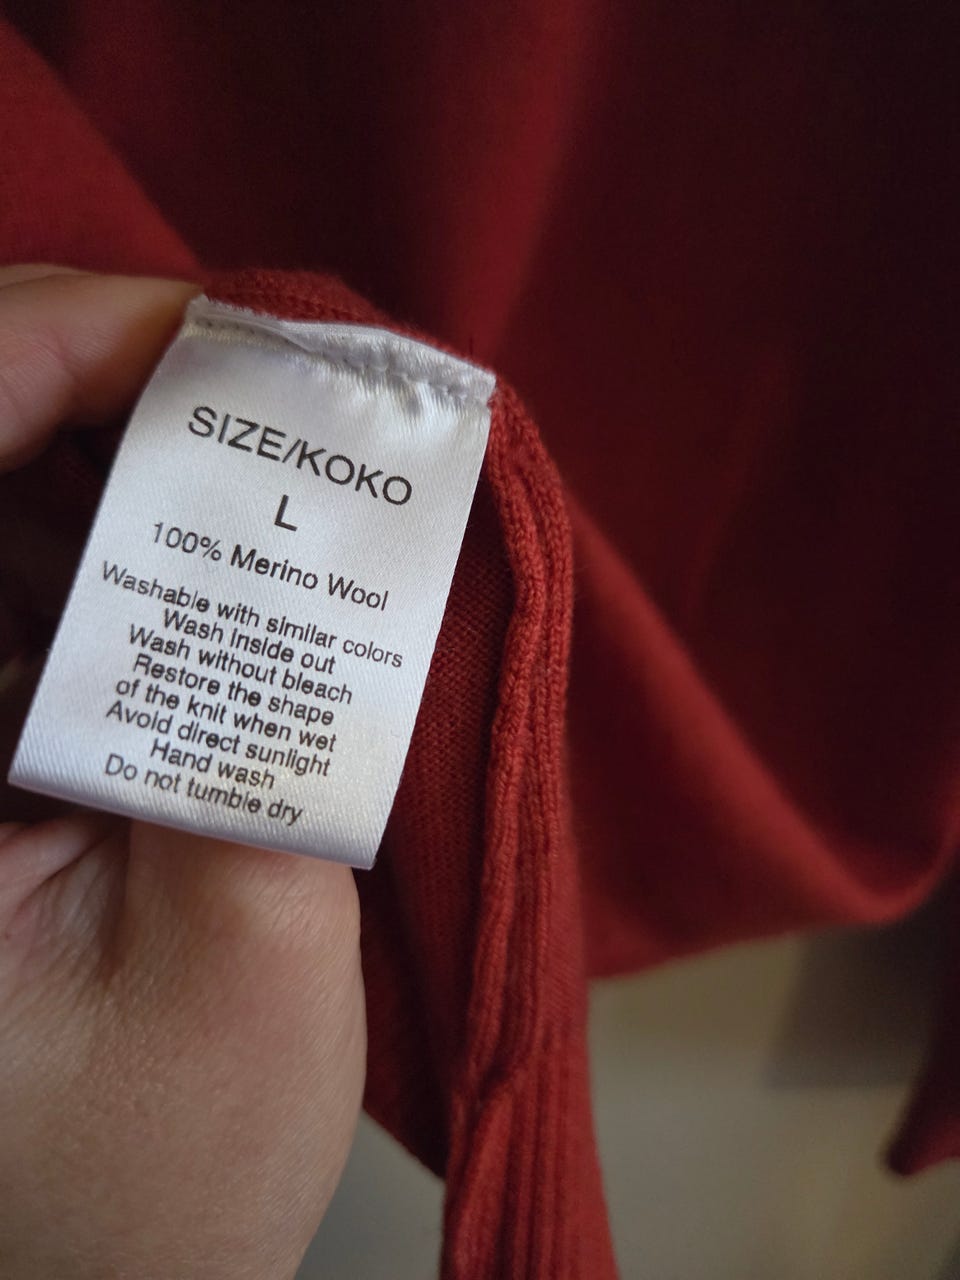 SIZE/KOKO
L
100% Merino Wool
Washable with similar colors
Wash inside out
Wash without bleach
Restore the shape
of the knit when wet
Avoid direct sunlight
Hand wash
Do not tumble dry